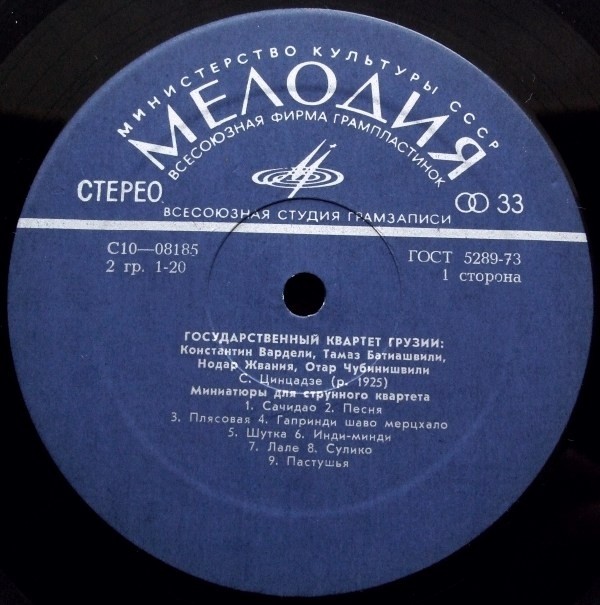 МИНИСТЕРСТВО КУЛЬТУРЫ СССР
МЕЛОДИЯ
ВСЕСОЮЗНАЯ ФИРМА ГРАМПЛАСТИНОК
СТЕРЕО
33
ВСЕСОЮЗНАЯ СТУДИЯ ГРАМЗАПИСИ
С10—08185
ГОСТ 5289-73
2 гр. 1-20
1 сторона
ГОСУДАРСТВЕННЫЙ КВАРТЕТ ГРУЗИИ:
Константин Вардели, Тамаз Батиашвили,
Нодар Жвания, Отар Чубинишвили
С. Цинцадзе (р. 1925)
Миниатюры для струнного квартета
1. Сачидао 2. Песня
3. Плясовая 4. Гапринди шаво мерцхало
5. Шутка 6. Инди-минди
7. Лале 8. Сулико
9. Пастушья